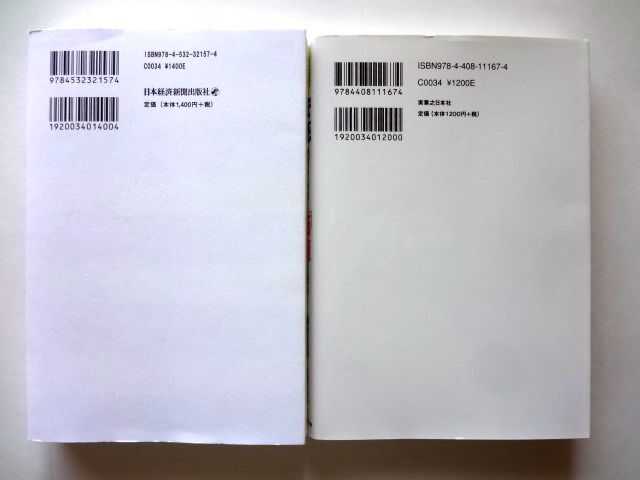 ISBN978-4-532-32157-4
C0034 ¥1400E
9784532321574
日本経済新聞出版社
定価 (本体1,400円+税)
1920034014004
ISBN978-4-408-11167-4
C0034 ¥1200E
9784408111674
実業之日本社
定価(本体1200円+税)
1920034012000